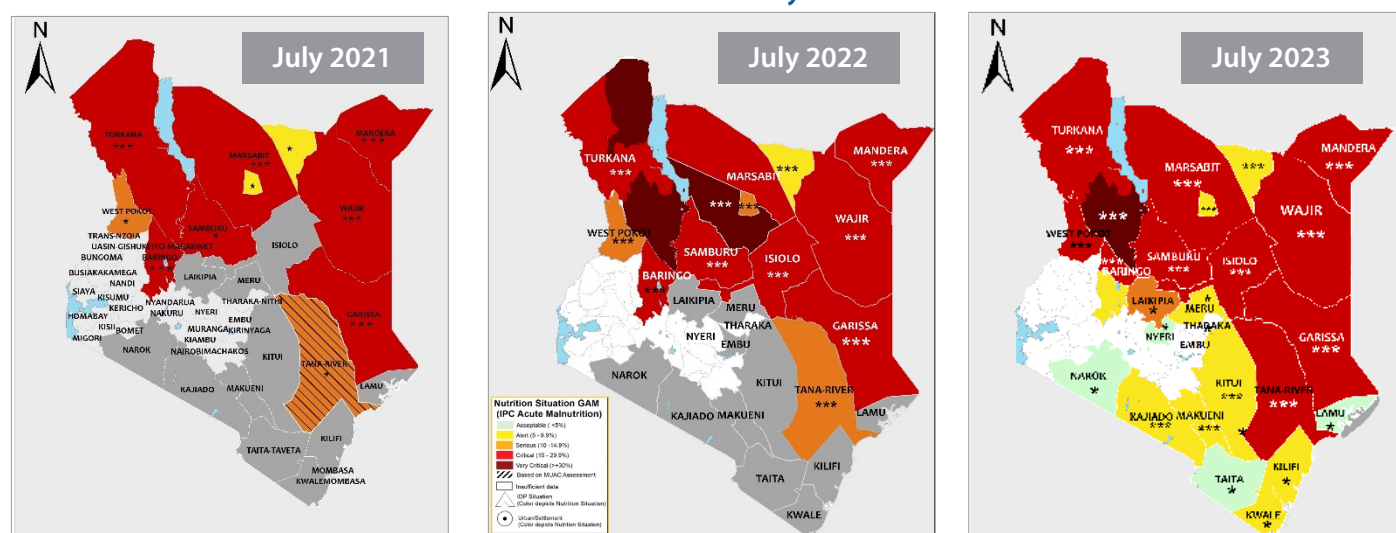 N
July 2021
TURKANA
***
MANDERA
***
MARSABIT
***
*
*
WAJIR
***
WEST POKOT
*
TRANS-NZOIA
UASIN-GISHU
BUNGOMA
BARINGO
***
SAMBURU
*
ISIOLO
BUSIA
KAKAMEGA
NANDI
LAIKIPIA
MERU
SIAYA
KISUMU
KERICHO
NYANDARUA
NAKURU
NYERI
THARAKA-NITHI
EMBU
KIRINYAGA
HOMABAY
KISII
BOMET
MIGORI
MURANGA
KIAMBU
NAIROBI
MACHAKOS
GARISSA
***
NAROK
KITUI
TANA-RIVER
*
KAJIADO
MAKUENI
LAMU
TAITA-TAVETA
KILIFI
MOMBASA
KWALEMOMBASA
N
July 2022
TURKANA
***
MANDERA
***
MARSABIT
***
***
***
WAJIR
***
WEST POKOT
***
SAMBURU
***
ISIOLO
***
BARINGO
***
LAIKIPIA
MERU
THARAKA
NYERI
EMBU
GARISSA
***
NAROK
KITUI
TANA-RIVER
***
KAJIADO
MAKUENI
LAMU
TAITA
KILIFI
KWALE
Nutrition Situation GAM
(IPC Acute Malnutrition)
Acceptable ( <5%)
Alert (5 - 9.9%)
Serious (10 -14.9%)
Critical (15 - 29.9%)
Very Critical (>+30%)
Based on MUAC Assessment
Insufficient data
IDP Situation
(Color depicts Nutrition Situation)
Urban/Settlement
(Color depicts Nutrition Situation)
N
July 2023
TURKANA
***
MANDERA
***
MARSABIT
***
***
***
WAJIR
***
***
WEST POKOT
***
SAMBURU
***
ISIOLO
***
***
BARINGO
LAIKIPIA
*
*
MERU
THARAKA
*
*
NYERI
EMBU
GARISSA
***
NAROK
*
KITUI
***
TANA-RIVER
***
LAMU
*
KAJIADO
***
MAKUENI
***
*
TAITA
*
KILIFI
*
KWALE
*